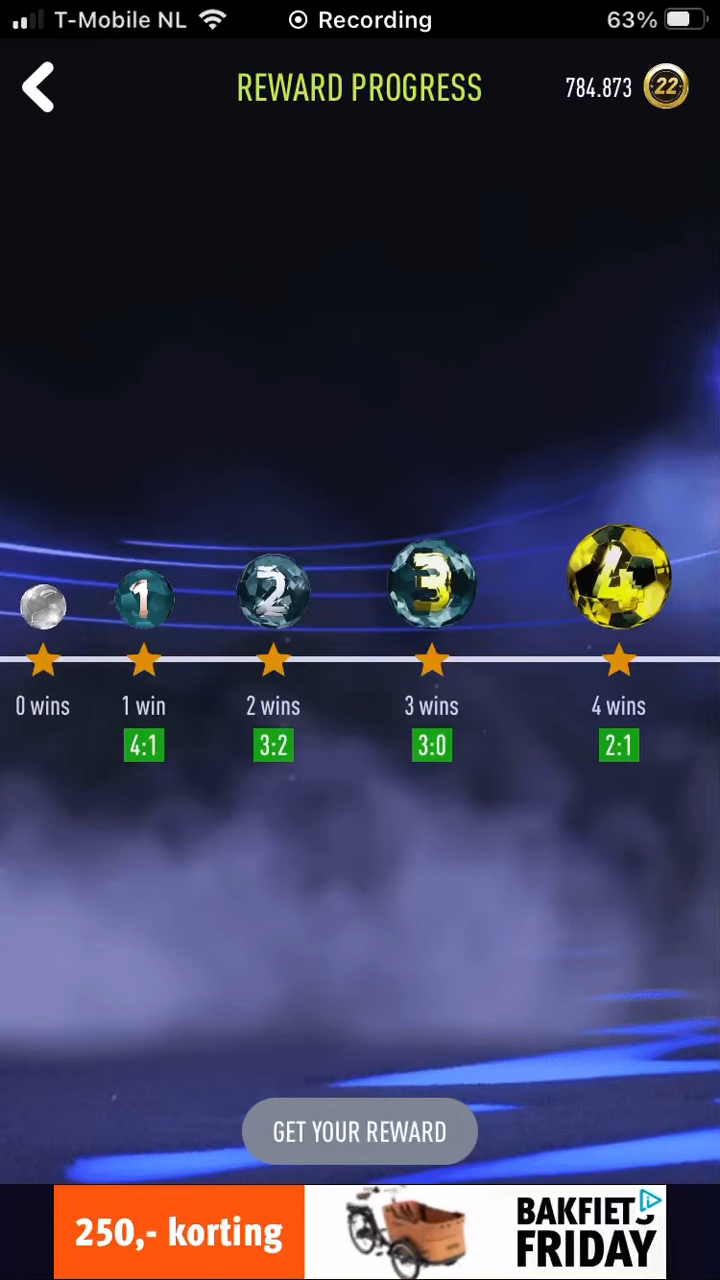 T-Mobile NL
Recording
63%
REWARD PROGRESS
784.873
22
1
2
3
4
0 wins
1 win
2 wins
3 wins
4 wins
4:1
3:2
3:0
2:1
GET YOUR REWARD
250,- korting
BAKFIETS
FRIDAY